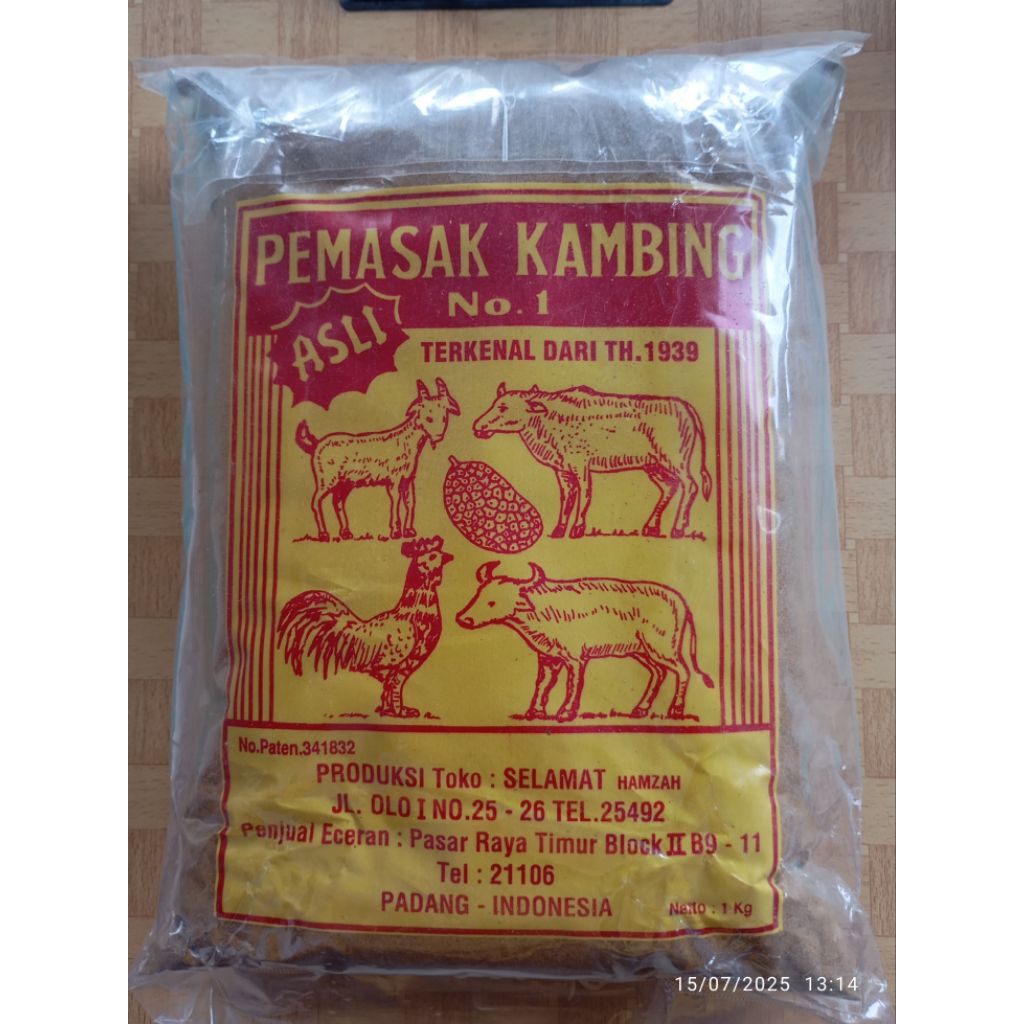 PEMASAK KAMBING
No. 1
ASLI
TERKENAL DARI TH.1939
No.Paten.341832
PRODUKSI Toko : SELAMAT HAMZAH
JL. OLO I NO.25 - 26 TEL.25492
Penjual Eceran : Pasar Raya Timur Block II B9 - 11
Tel : 21106
PADANG - INDONESIA
Netto : 1 Kg
15/07/2025 13:14